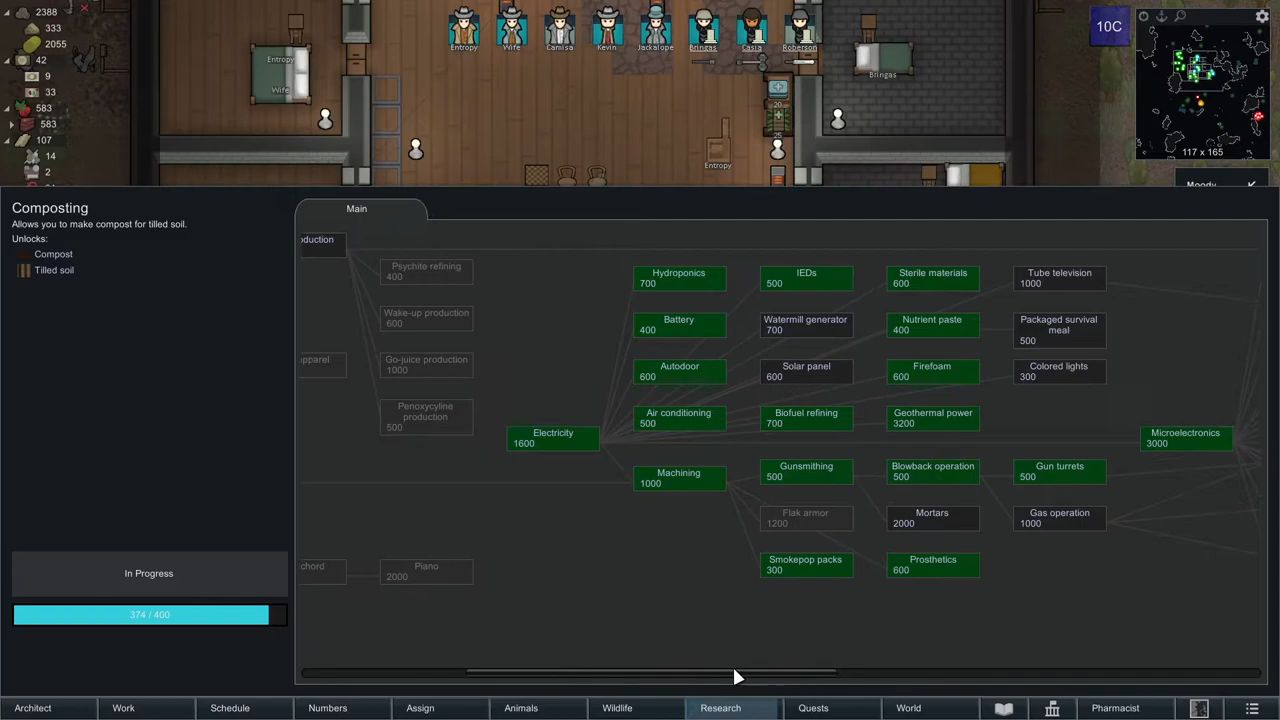 2388
333
2055
42
9
33
583
583
107
14
2
Entropy
Wife
Camisa
Kevin
Jackalope
Bringas
Casia
Roberson
10C
Entropy
Wife
Bringas
20
25
Entropy
117 x 165
Moody
Composting
Allows you to make compost for tilled soil.
Unlocks:
Compost
Tilled soil
In Progress
374 / 400
Main
oduction
Psychite refining
400
Wake-up production
600
apparel
Go-juice production
1000
Penoxycyline
production
500
chord
Piano
2000
Electricity
1600
Hydroponics
700
Battery
400
Autodoor
600
Air conditioning
500
Machining
1000
IEDs
500
Watermill generator
700
Solar panel
600
Biofuel refining
700
Gunsmithing
500
Flak armor
1200
Smokepop packs
300
Sterile materials
600
Nutrient paste
400
Firefoam
600
Geothermal power
3200
Blowback operation
500
Mortars
2000
Prosthetics
600
Tube television
1000
Packaged survival
meal
500
Colored lights
300
Gun turrets
500
Gas operation
1000
Microelectronics
3000
Architect
Work
Schedule
Numbers
Assign
Animals
Wildlife
Research
Quests
World
Pharmacist